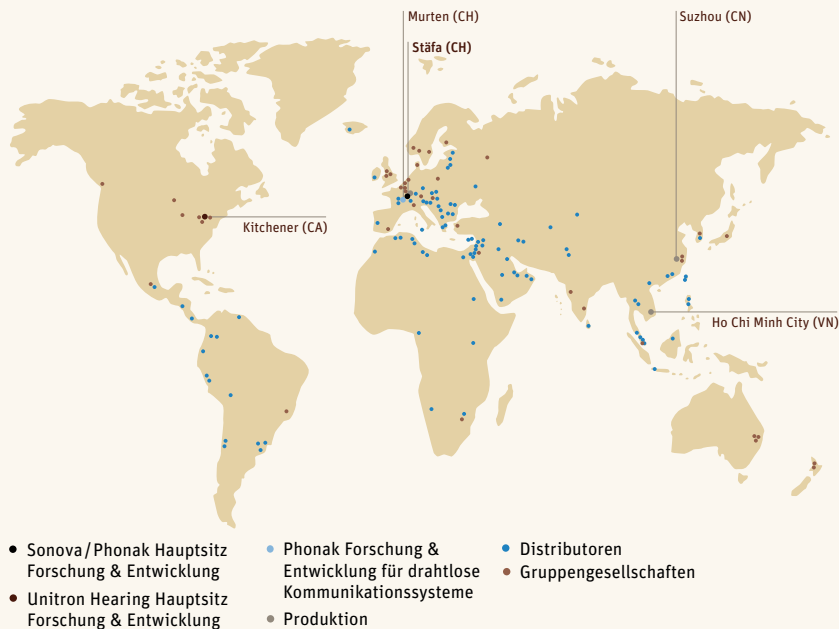 Murten (CH)
Suzhou (CN)
Stäfa (CH)
Kitchener (CA)
Ho Chi Minh City (VN)
Sonova/Phonak Hauptsitz
Forschung & Entwicklung
Unitron Hearing Hauptsitz
Forschung & Entwicklung
Phonak Forschung &
Entwicklung für drahtlose
Kommunikationssysteme
Produktion
Distributoren
Gruppengesellschaften